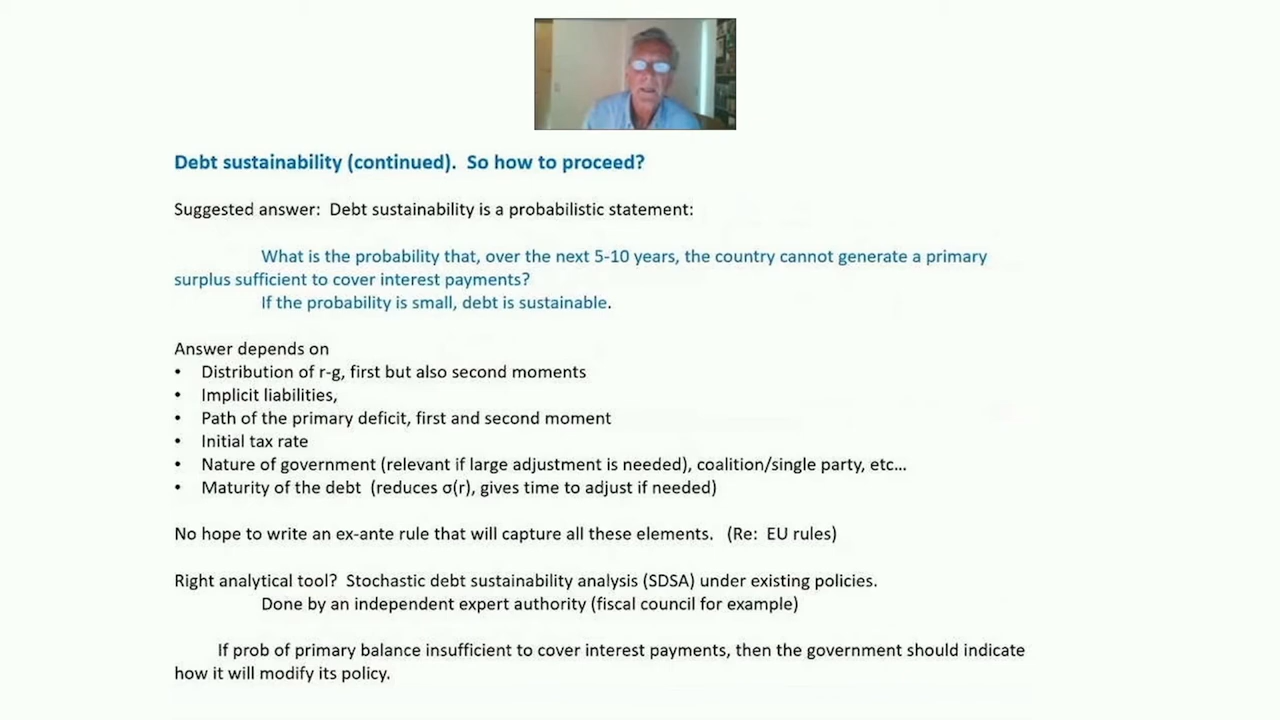 Debt sustainability (continued).  So how to proceed?
Suggested answer:  Debt sustainability is a probabilistic statement:
What is the probability that, over the next 5-10 years, the country cannot generate a primary
surplus sufficient to cover interest payments?
If the probability is small, debt is sustainable.
Answer depends on
• Distribution of r-g, first but also second moments
• Implicit liabilities,
• Path of the primary deficit, first and second moment
• Initial tax rate
• Nature of government (relevant if large adjustment is needed), coalition/single party, etc...
• Maturity of the debt  (reduces σ(r), gives time to adjust if needed)
No hope to write an ex-ante rule that will capture all these elements.   (Re:  EU rules)
Right analytical tool?  Stochastic debt sustainability analysis (SDSA) under existing policies.
Done by an independent expert authority (fiscal council for example)
If prob of primary balance insufficient to cover interest payments, then the government should indicate
how it will modify its policy.